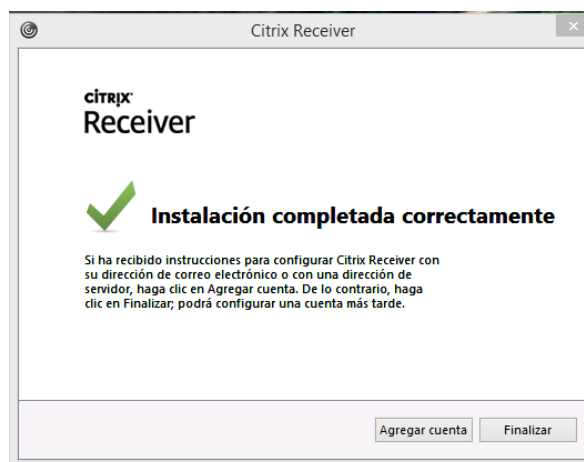 Citrix Receiver
CİTRIX
Receiver
Instalación completada correctamente
Si ha recibido instrucciones para configurar Citrix Receiver con
su dirección de correo electrónico o con una dirección de
servidor, haga clic en Agregar cuenta. De lo contrario, haga
clic en Finalizar; podrá configurar una cuenta más tarde.
Agregar cuenta Finalizar